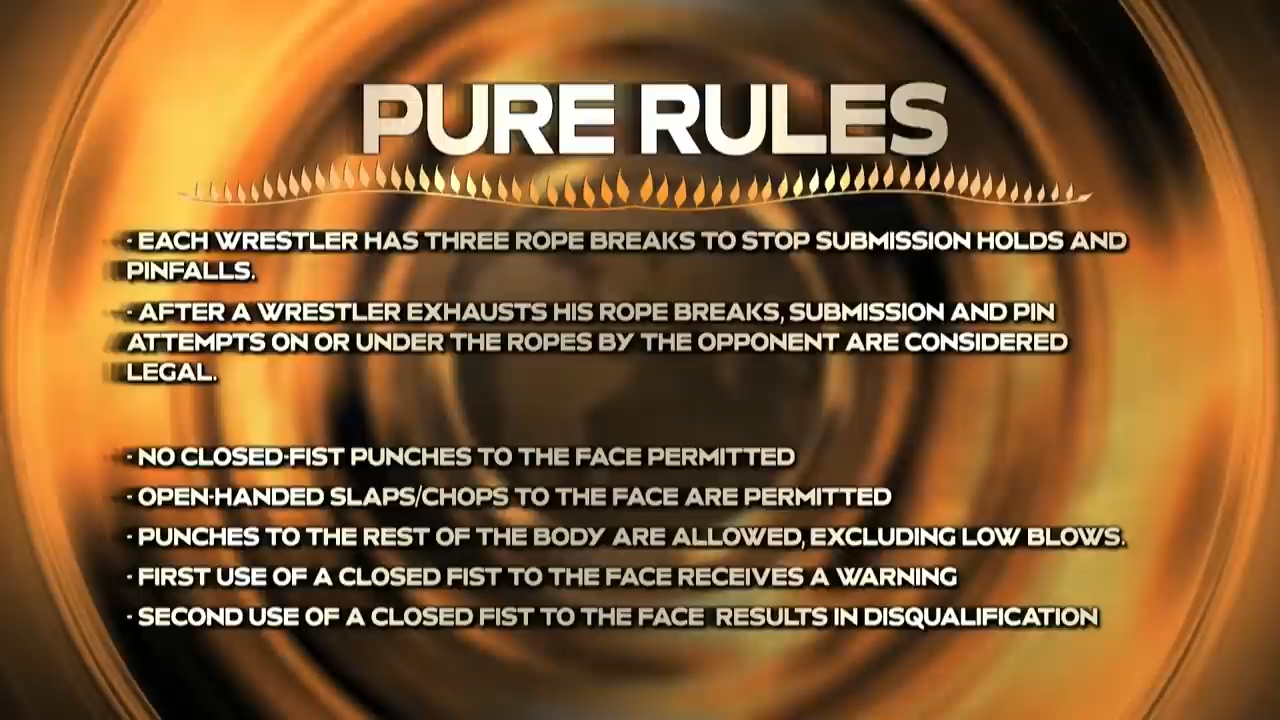 PURE RULES
- EACH WRESTLER HAS THREE ROPE BREAKS TO STOP SUBMISSION HOLDS AND
PINFALLS.
- AFTER A WRESTLER EXHAUSTS HIS ROPE BREAKS, SUBMISSION AND PIN
ATTEMPTS ON OR UNDER THE ROPES BY THE OPPONENT ARE CONSIDERED
LEGAL.
- NO CLOSED-FIST PUNCHES TO THE FACE PERMITTED
- OPEN-HANDED SLAPS/CHOPS TO THE FACE ARE PERMITTED
- PUNCHES TO THE REST OF THE BODY ARE ALLOWED, EXCLUDING LOW BLOWS.
- FIRST USE OF A CLOSED FIST TO THE FACE RECEIVES A WARNING
- SECOND USE OF A CLOSED FIST TO THE FACE  RESULTS IN DISQUALIFICATION